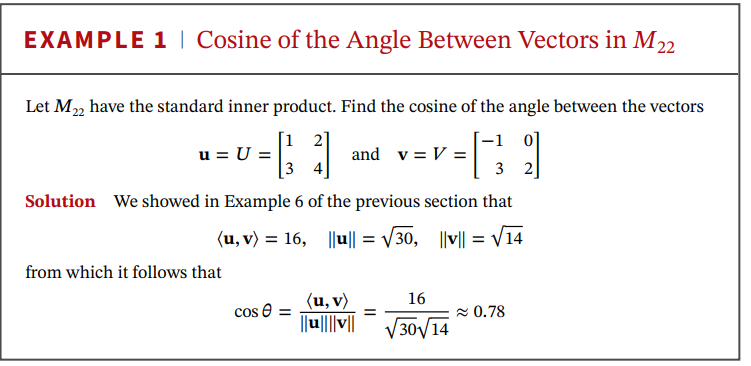 EXAMPLE 1 | Cosine of the Angle Between Vectors in M₂₂
Let M₂₂ have the standard inner product. Find the cosine of the angle between the vectors
u = U = [1 2; 3 4] and v = V = [−1 0; 3 2]
Solution We showed in Example 6 of the previous section that
⟨u, v⟩ = 16, ||u|| = √30, ||v|| = √14
from which it follows that
cos θ = ⟨u, v⟩ / ||u||||v|| = 16 / √30√14 ≈ 0.78